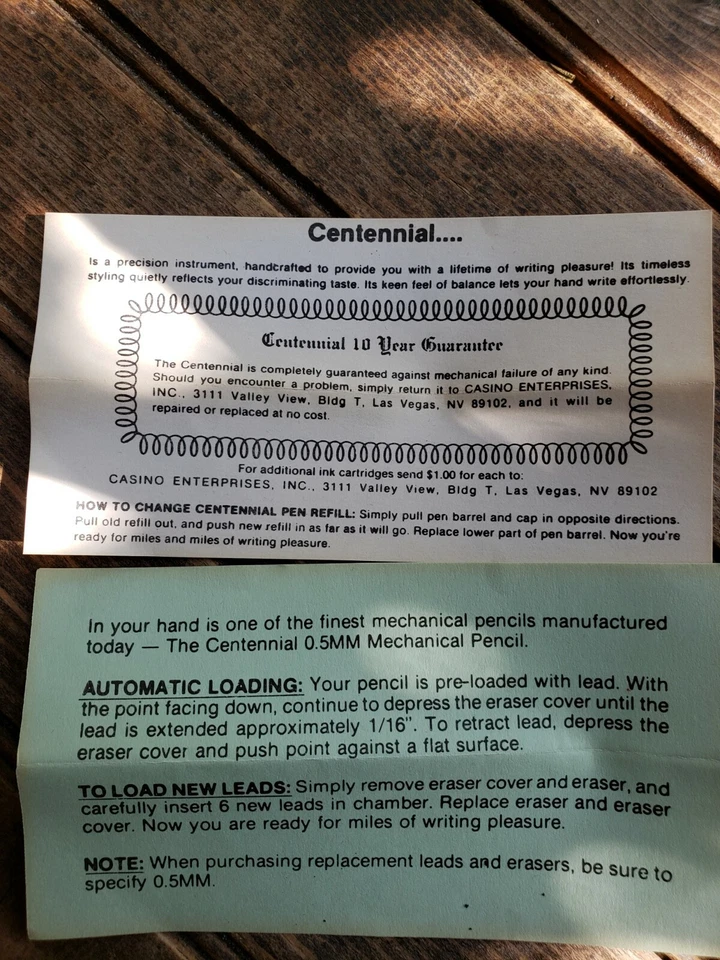 Centennial....
Is a precision instrument, handcrafted to provide you with a lifetime of writing pleasure! Its timeless
styling quietly reflects your discriminating taste. Its keen feel of balance lets your hand write effortlessly.
Centennial 10 Year Guarantee
The Centennial is completely guaranteed against mechanical failure of any kind.
Should you encounter a problem, simply return it to CASINO ENTERPRISES,
INC., 3111 Valley View, Bldg T, Las Vegas, NV 89102, and it will be
repaired or replaced at no cost.
For additional ink cartridges send $1.00 for each to:
CASINO ENTERPRISES, INC., 3111 Valley View, Bldg T, Las Vegas, NV 89102
HOW TO CHANGE CENTENNIAL PEN REFILL: Simply pull pen barrel and cap in opposite directions.
Pull old refill out, and push new refill in as far as it will go. Replace lower part of pen barrel. Now you're
ready for miles and miles of writing pleasure.
In your hand is one of the finest mechanical pencils manufactured
today — The Centennial 0.5MM Mechanical Pencil.
AUTOMATIC LOADING: Your pencil is pre-loaded with lead. With
the point facing down, continue to depress the eraser cover until the
lead is extended approximately 1/16". To retract lead, depress the
eraser cover and push point against a flat surface.
TO LOAD NEW LEADS: Simply remove eraser cover and eraser, and
carefully insert 6 new leads in chamber. Replace eraser and eraser
cover. Now you are ready for miles of writing pleasure.
NOTE: When purchasing replacement leads and erasers, be sure to
specify 0.5MM.